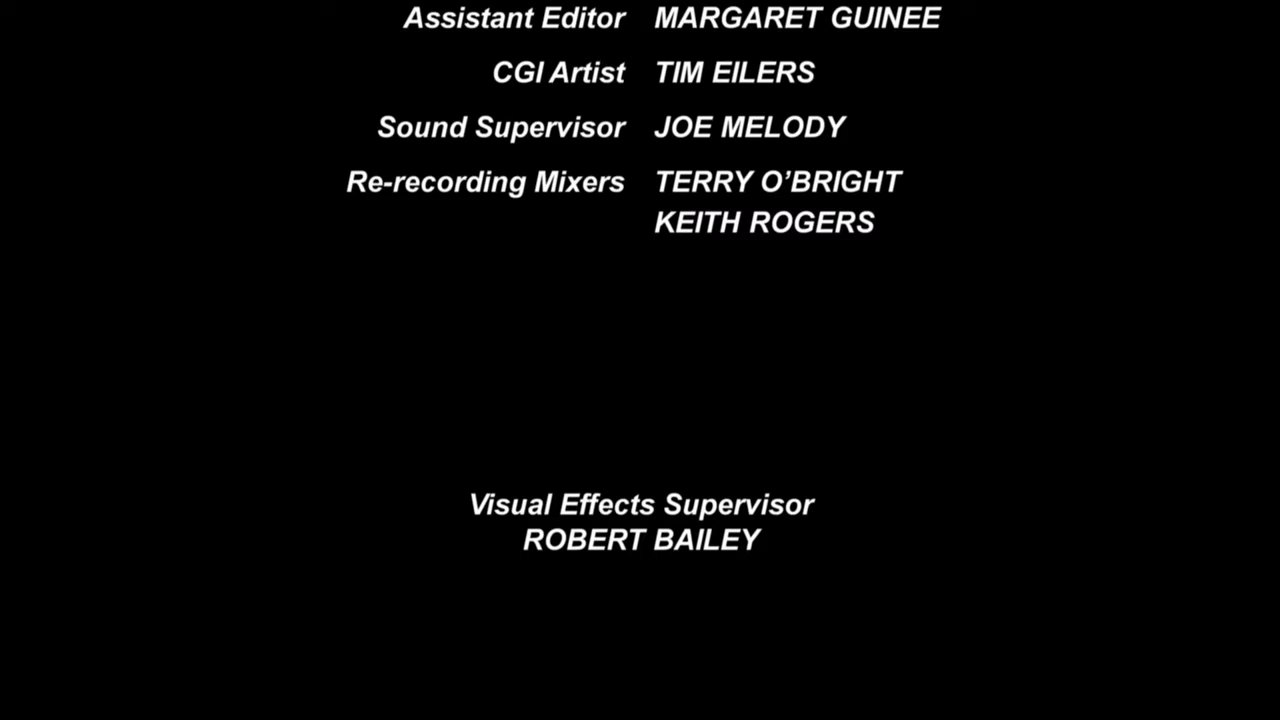 Assistant Editor MARGARET GUINEE
CGI Artist TIM EILERS
Sound Supervisor JOE MELODY
Re-recording Mixers TERRY O’BRIGHT
KEITH ROGERS
Visual Effects Supervisor
ROBERT BAILEY